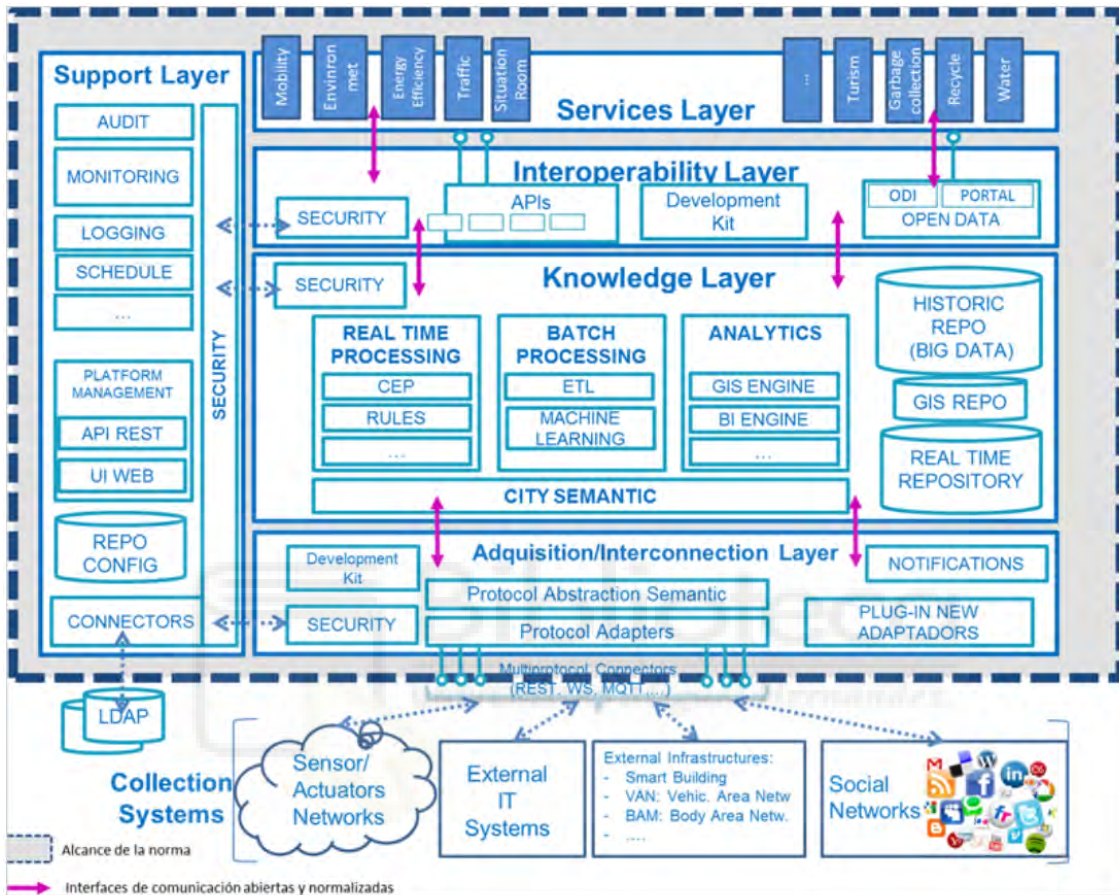 Support Layer
AUDIT
MONITORING
LOGGING
SCHEDULE
...
PLATFORM
MANAGEMENT
API REST
UI WEB
REPO
CONFIG
CONNECTORS
SECURITY
Mobility
Envinron
met
Energy
Efficiency
Traffic
Situation
Room
...
Turism
Garbage
collection
Recycle
Water
Services Layer
Interoperability Layer
SECURITY
APIs
Development
Kit
ODI
PORTAL
OPEN DATA
Knowledge Layer
SECURITY
REAL TIME
PROCESSING
CEP
RULES
...
BATCH
PROCESSING
ETL
MACHINE
LEARNING
ANALYTICS
GIS ENGINE
BI ENGINE
...
HISTORIC
REPO
(BIG DATA)
GIS REPO
REAL TIME
REPOSITORY
CITY SEMANTIC
Adquisition/Interconnection Layer
Development
Kit
SECURITY
Protocol Abstraction Semantic
Protocol Adapters
NOTIFICATIONS
PLUG-IN NEW
ADAPTADORS
Multiprotocol Connectors
(REST, WS, MQTT,...)
Biblioteca
LDAP
Collection
Systems
Sensor/
Actuators
Networks
External
IT
Systems
External Infrastructures:
- Smart Building
- VAN: Vehic. Area Netw
- BAM: Body Area Netw.
- ....
Social
Networks
Alcance de la norma
Interfaces de comunicación abiertas y normalizadas